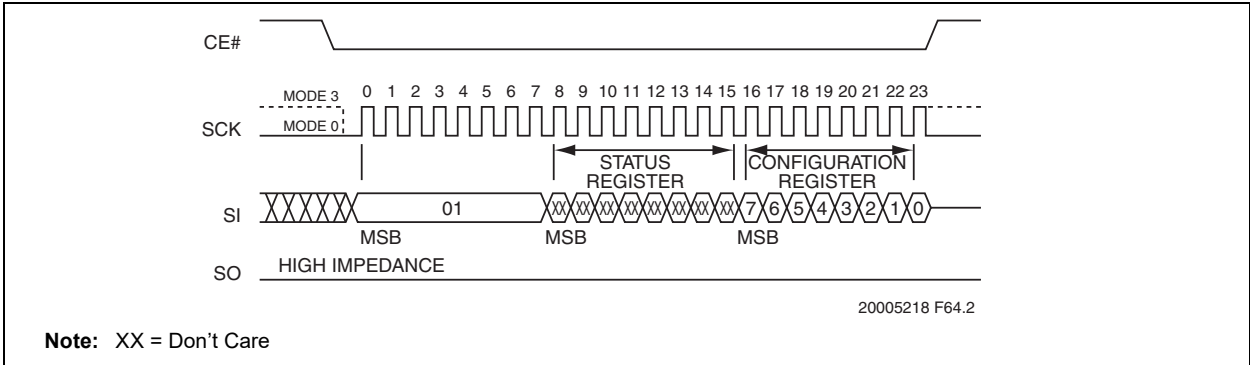 CE#
MODE 3 0 1 2 3 4 5 6 7 8 9 10 11 12 13 14 15 16 17 18 19 20 21 22 23
SCK MODE 0
STATUS REGISTER CONFIGURATION REGISTER
SI 01 XX XX XX XX XX XX XX XX 7 6 5 4 3 2 1 0
MSB MSB MSB
SO HIGH IMPEDANCE
20005218 F64.2
Note: XX = Don't Care